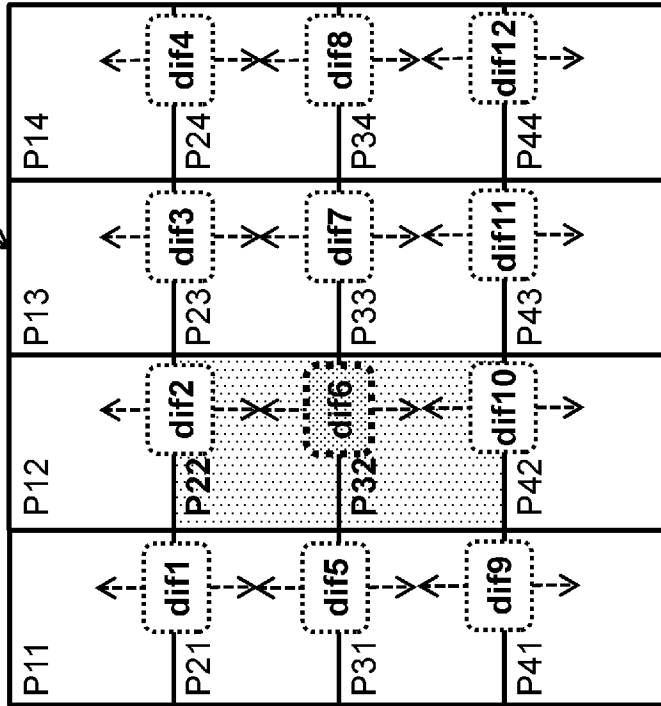 P11 P12 P13 P14
dif1 dif2 dif3 dif4
P21 P22 P23 P24
dif5 dif6 dif7 dif8
P31 P32 P33 P34
dif9 dif10 dif11 dif12
P41 P42 P43 P44